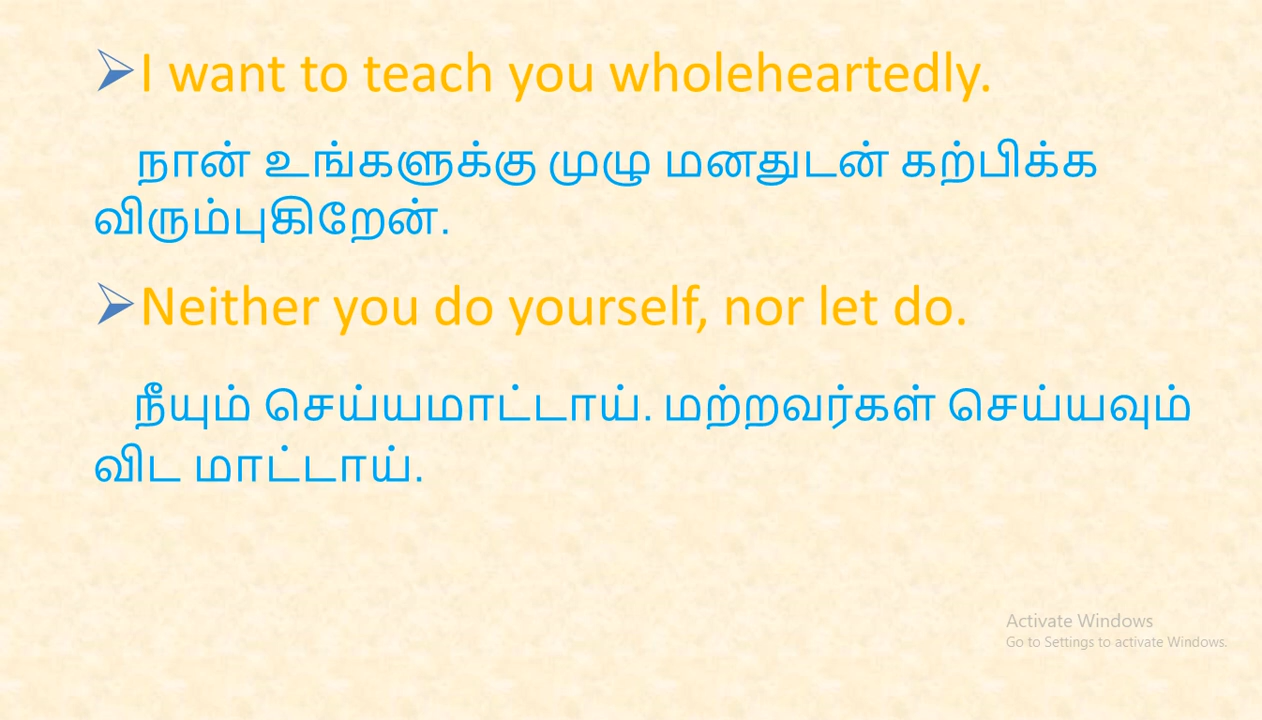 I want to teach you wholeheartedly.
நான் உங்களுக்கு முழு மனதுடன் கற்பிக்க
விரும்புகிறேன்.
Neither you do yourself, nor let do.
நீயும் செய்யமாட்டாய். மற்றவர்கள் செய்யவும்
விட மாட்டாய்.
Activate Windows
Go to Settings to activate Windows.